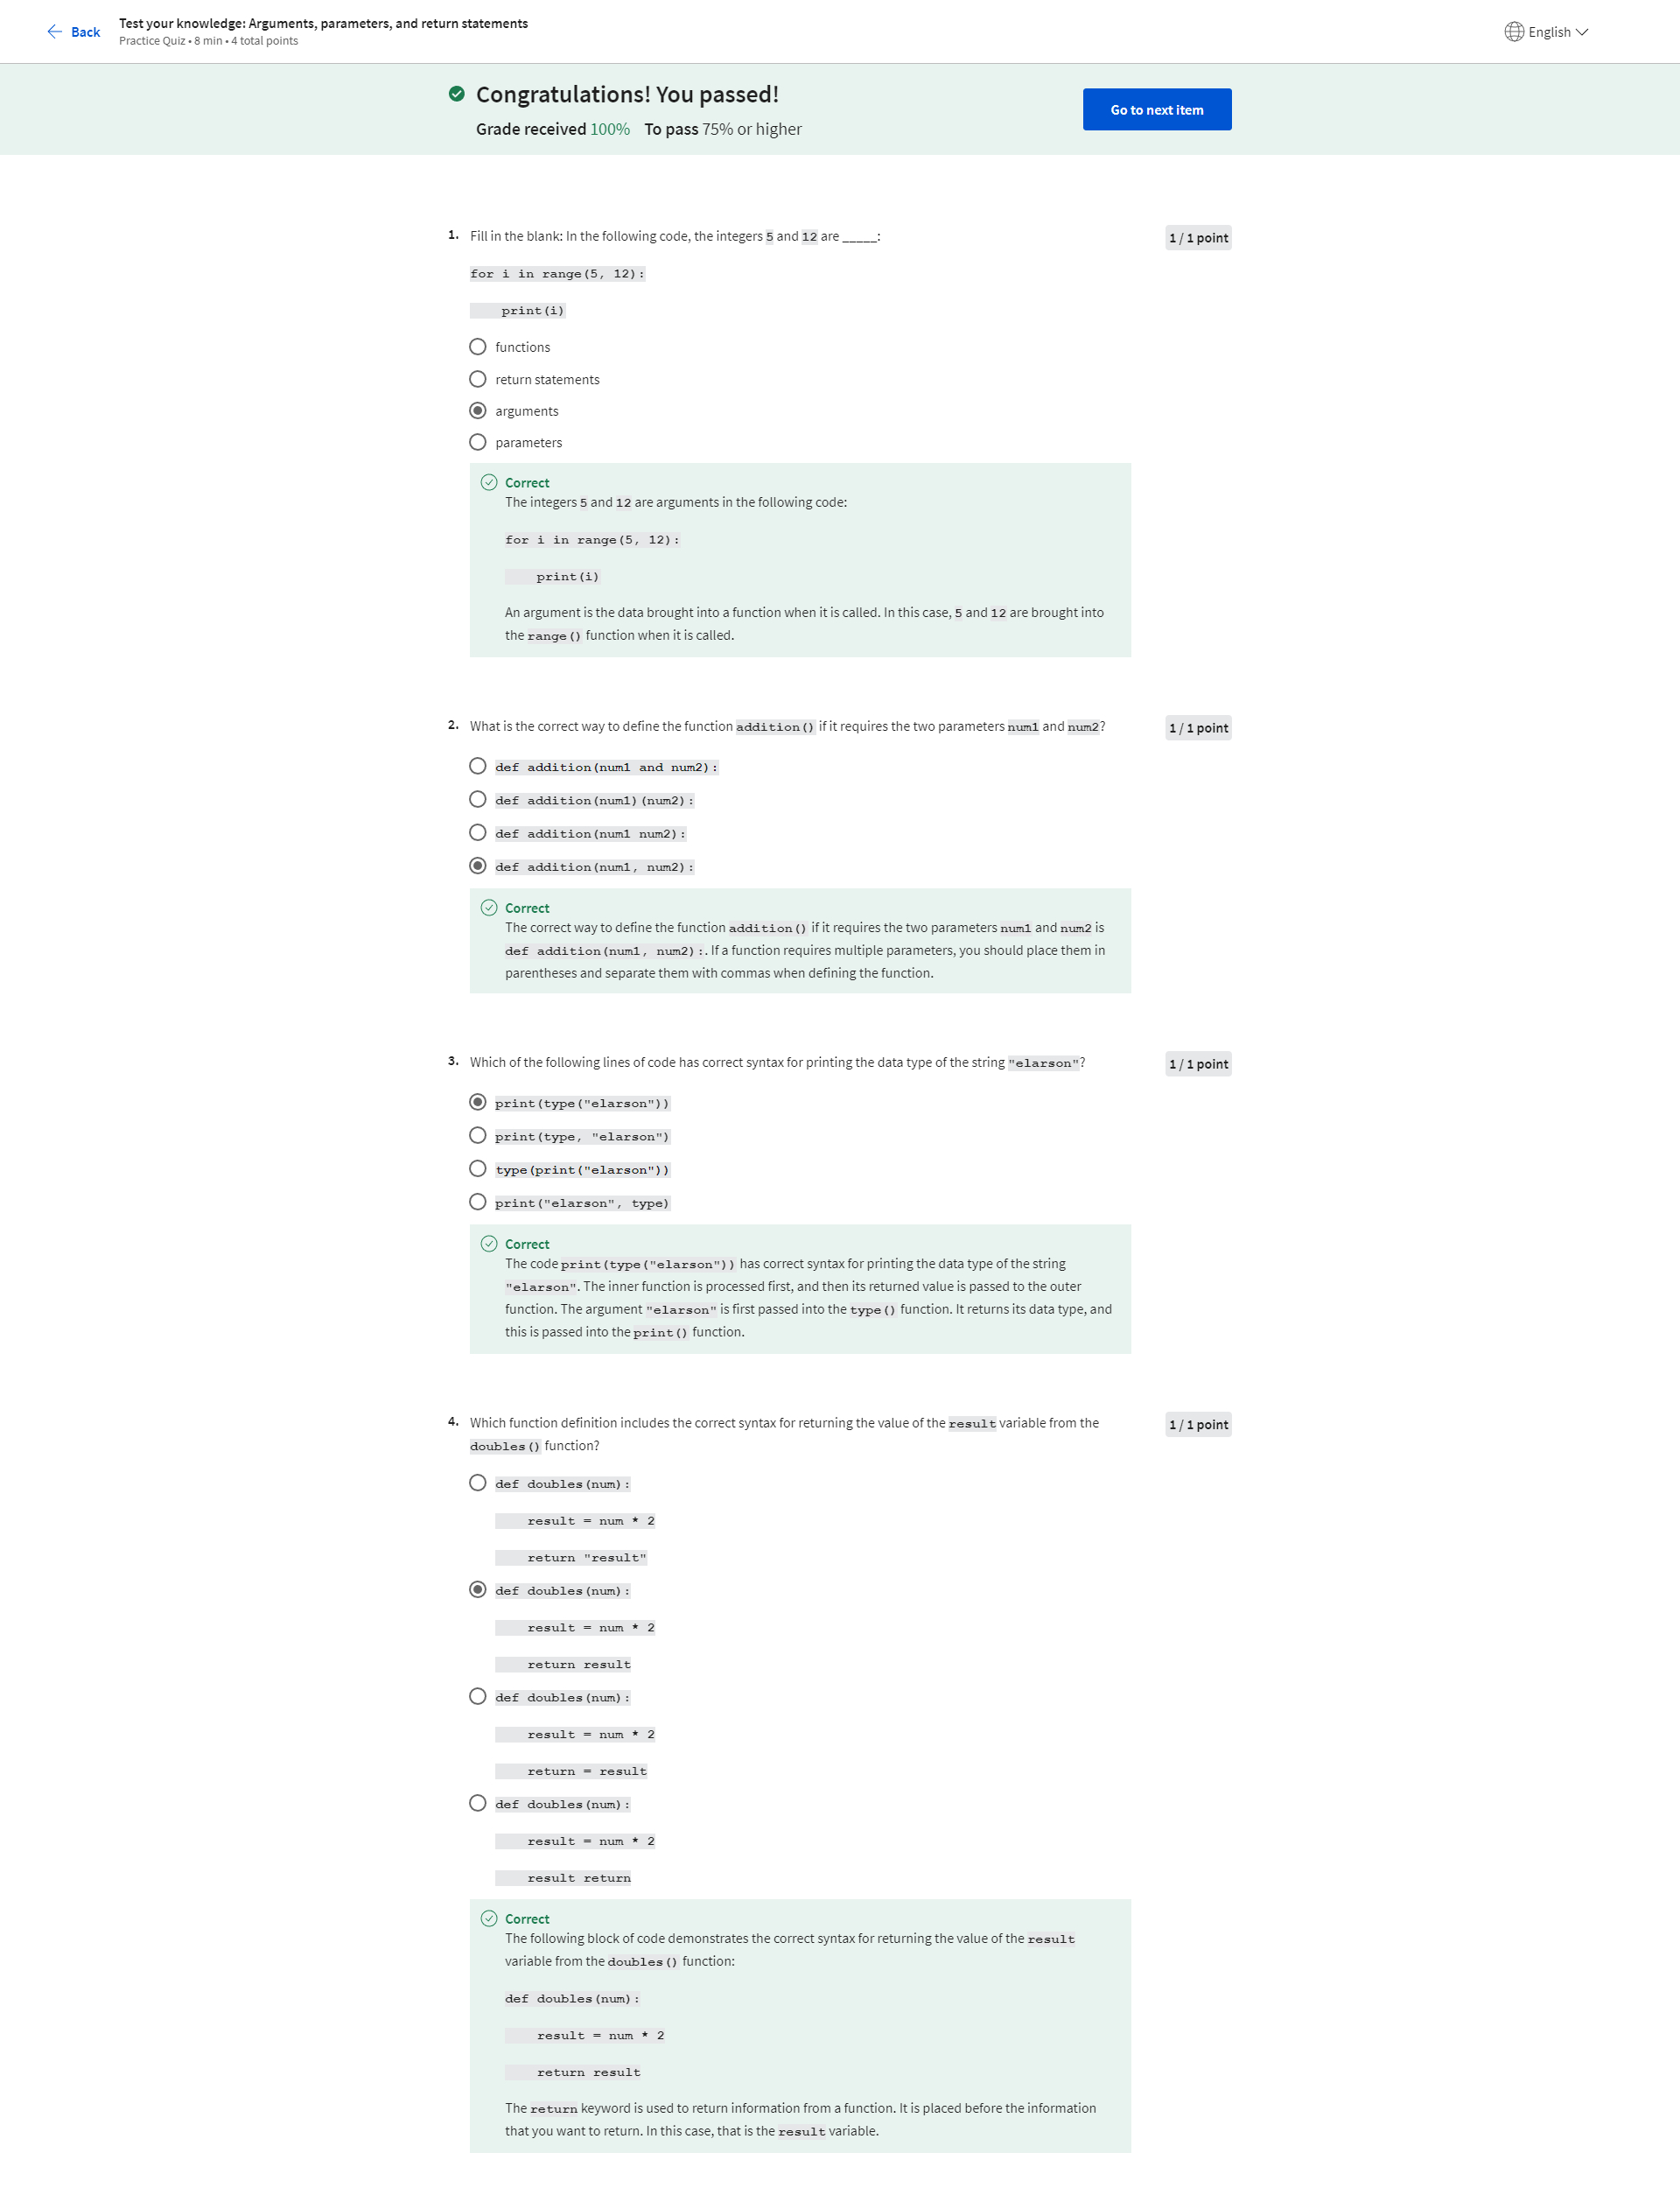 Back
Test your knowledge: Arguments, parameters, and return statements
Practice Quiz • 8 min • 4 total points
English
Congratulations! You passed!
Grade received 100% To pass 75% or higher
Go to next item
1. Fill in the blank: In the following code, the integers 5 and 12 are _____:
1 / 1 point
for i in range(5, 12):
    print(i)
functions
return statements
arguments
parameters
Correct
The integers 5 and 12 are arguments in the following code:
for i in range(5, 12):
    print(i)
An argument is the data brought into a function when it is called. In this case, 5 and 12 are brought into
the range() function when it is called.
2. What is the correct way to define the function addition() if it requires the two parameters num1 and num2?
1 / 1 point
def addition(num1 and num2):
def addition(num1)(num2):
def addition(num1 num2):
def addition(num1, num2):
Correct
The correct way to define the function addition() if it requires the two parameters num1 and num2 is
def addition(num1, num2):. If a function requires multiple parameters, you should place them in
parentheses and separate them with commas when defining the function.
3. Which of the following lines of code has correct syntax for printing the data type of the string "elarson"?
1 / 1 point
print(type("elarson"))
print(type, "elarson")
type(print("elarson"))
print("elarson", type)
Correct
The code print(type("elarson")) has correct syntax for printing the data type of the string
"elarson". The inner function is processed first, and then its returned value is passed to the outer
function. The argument "elarson" is first passed into the type() function. It returns its data type, and
this is passed into the print() function.
4. Which function definition includes the correct syntax for returning the value of the result variable from the
doubles() function?
1 / 1 point
def doubles(num):
    result = num * 2
    return "result"
def doubles(num):
    result = num * 2
    return result
def doubles(num):
    result = num * 2
    return = result
def doubles(num):
    result = num * 2
    result return
Correct
The following block of code demonstrates the correct syntax for returning the value of the result
variable from the doubles() function:
def doubles(num):
    result = num * 2
    return result
The return keyword is used to return information from a function. It is placed before the information
that you want to return. In this case, that is the result variable.